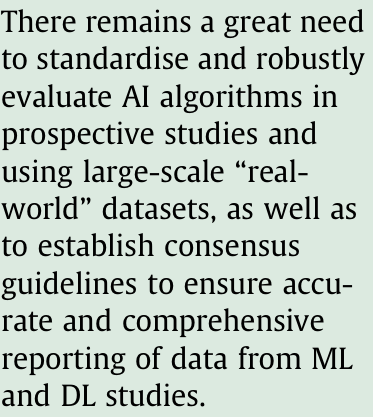 There remains a great need
to standardise and robustly
evaluate AI algorithms in
prospective studies and
using large-scale “real-
world” datasets, as well as
to establish consensus
guidelines to ensure accu-
rate and comprehensive
reporting of data from ML
and DL studies.